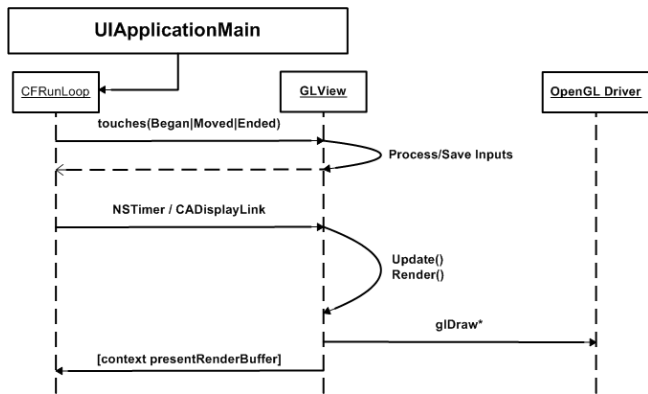 UIApplicationMain
CFRunLoop
GLView
OpenGL Driver
touches(Began|Moved|Ended)
Process/Save Inputs
NSTimer / CADisplayLink
Update()
Render()
glDraw*
[context presentRenderBuffer]